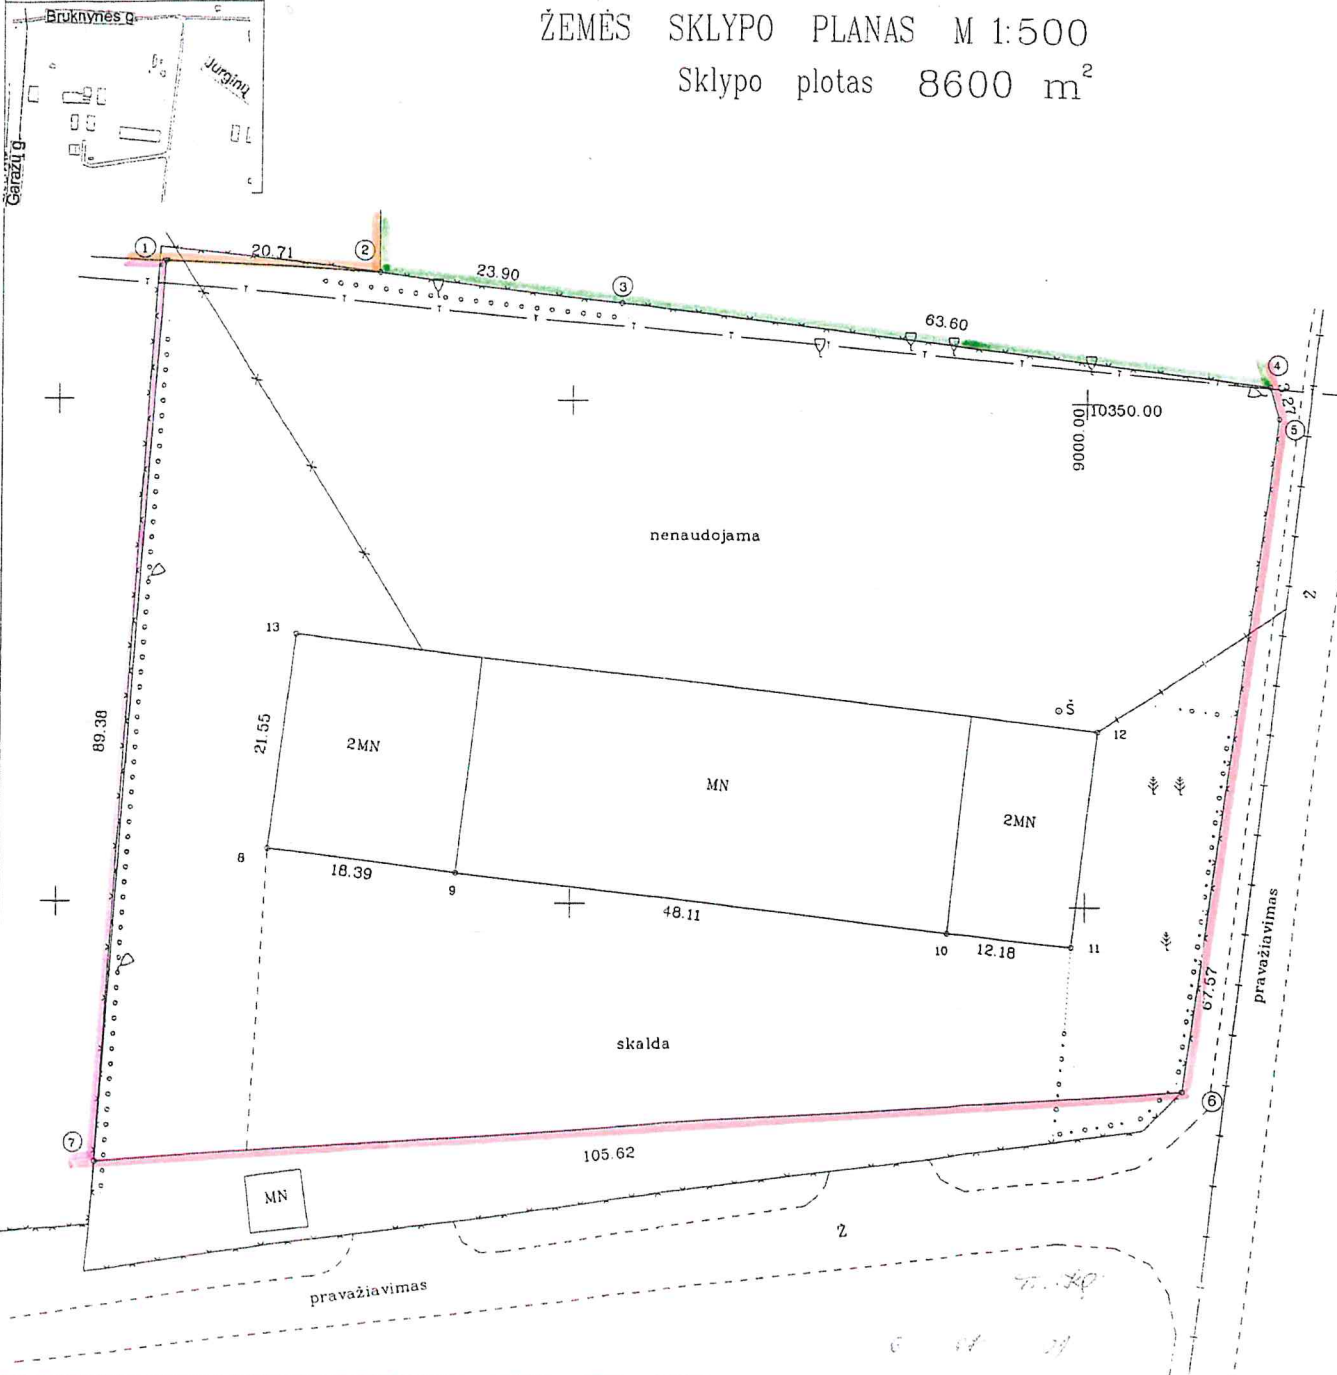 ŽEMĖS SKLYPO PLANAS M 1:500
Sklypo plotas 8600 m²
Bruknynės g.
Jurginų
Garažų g.
1
20.71
2
23.90
3
63.60
4
3.27
5
10350.00
9000.00
nenaudojama
Ž
13
Š
12
89.38
21.55
2MN
MN
2MN
8
18.39
9
48.11
10
12.18
11
pravažiavimas
67.57
skalda
6
7
105.62
MN
Ž
pravažiavimas